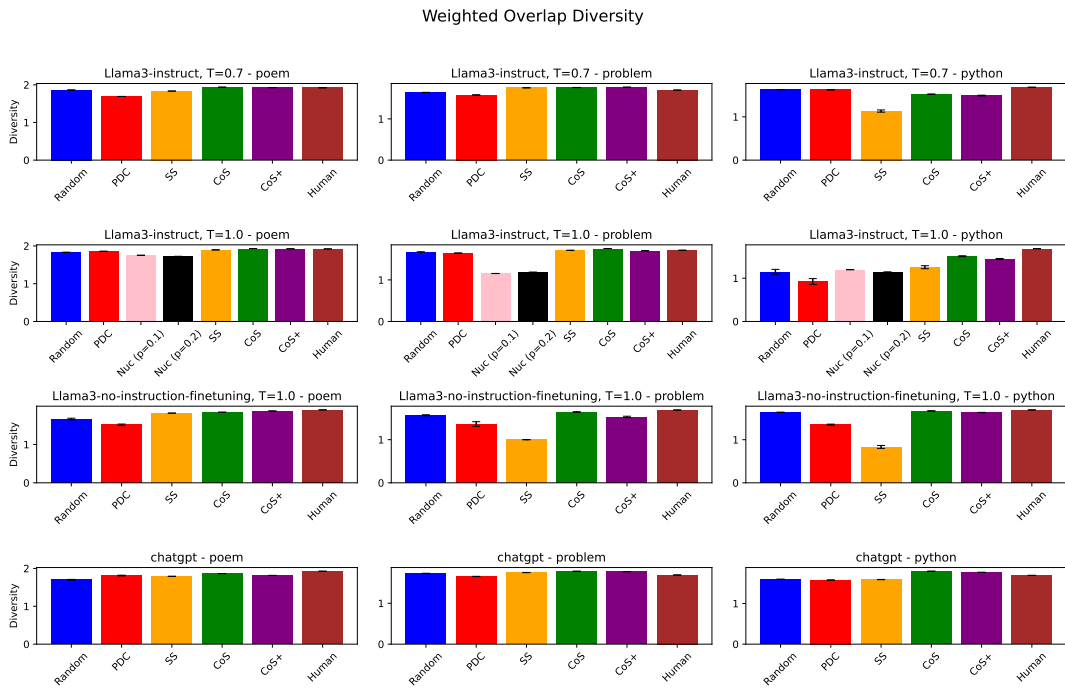 Weighted Overlap Diversity
Llama3-instruct, T=0.7 - poem
Diversity
2
1
0
Random
PDC
SS
CoS
CoS+
Human
Llama3-instruct, T=0.7 - problem
1
0
Random
PDC
SS
CoS
CoS+
Human
Llama3-instruct, T=0.7 - python
1
0
Random
PDC
SS
CoS
CoS+
Human
Llama3-instruct, T=1.0 - poem
Diversity
2
1
0
Random
PDC
Nuc (p=0.1)
Nuc (p=0.2)
SS
CoS
CoS+
Human
Llama3-instruct, T=1.0 - problem
1
0
Random
PDC
Nuc (p=0.1)
Nuc (p=0.2)
SS
CoS
CoS+
Human
Llama3-instruct, T=1.0 - python
1
0
Random
PDC
Nuc (p=0.1)
Nuc (p=0.2)
SS
CoS
CoS+
Human
Llama3-no-instruction-finetuning, T=1.0 - poem
Diversity
1
0
Random
PDC
SS
CoS
CoS+
Human
Llama3-no-instruction-finetuning, T=1.0 - problem
1
0
Random
PDC
SS
CoS
CoS+
Human
Llama3-no-instruction-finetuning, T=1.0 - python
1
0
Random
PDC
SS
CoS
CoS+
Human
chatgpt - poem
Diversity
2
1
0
Random
PDC
SS
CoS
CoS+
Human
chatgpt - problem
1
0
Random
PDC
SS
CoS
CoS+
Human
chatgpt - python
1
0
Random
PDC
SS
CoS
CoS+
Human